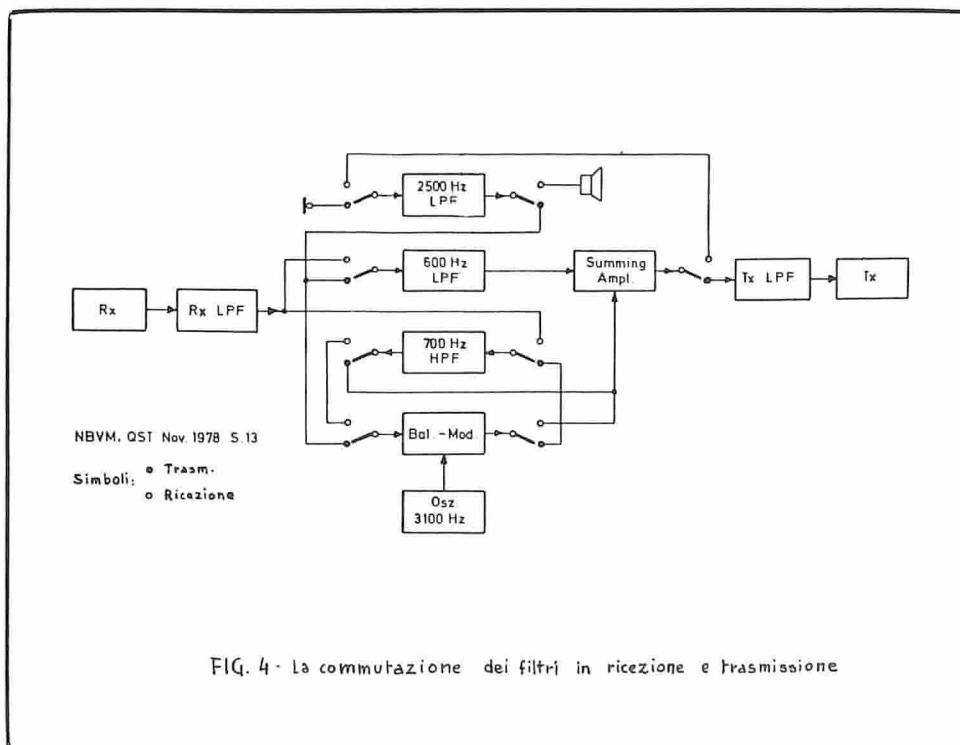 2500 Hz
LPF
600 Hz
LPF
Summing
Ampl.
Tx LPF
Tx
Rx
Rx LPF
700 Hz
HPF
NBVM. QST Nov. 1978 S.13
Bal.-Mod.
Simboli: Trasm.
Ricazione
Osz
3100 Hz
FIG. 4 - La commutazione dei filtri in ricezione e trasmissione